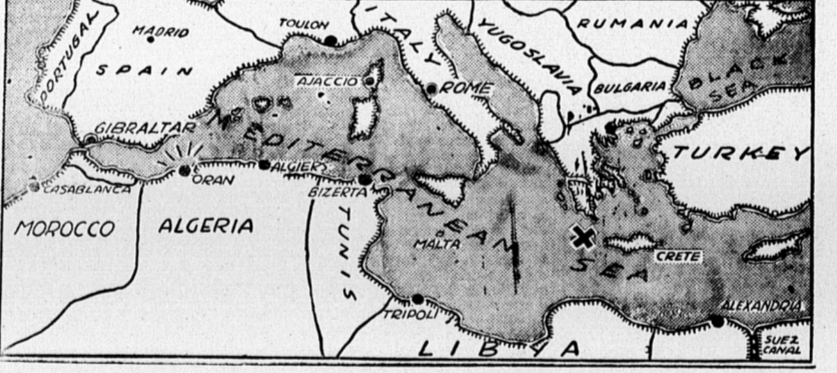 TOULON
ITALY
YUGOSLAVIA
RUMANIA
PORTUGAL
MADRID
SPAIN
AJACCIO
ROME
BULGARIA
BLACK SEA
GIBRALTAR
MEDITERRANEAN SEA
TURKEY
ORAN
ALGIERS
BIZERTA
CASABLANCA
MOROCCO
ALGERIA
TUNIS
MALTA
CRETE
TRIPOLI
ALEXANDRIA
LIBYA
SUEZ
CANAL